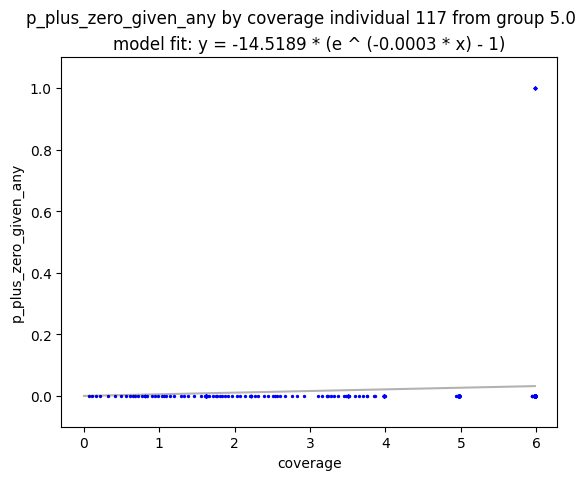 p_plus_zero_given_any by coverage individual 117 from group 5.0
model fit: y = -14.5189 * (e ^ (-0.0003 * x) - 1)
1.0
0.8
0.6
0.4
0.2
0.0
p_plus_zero_given_any
0 1 2 3 4 5 6
coverage